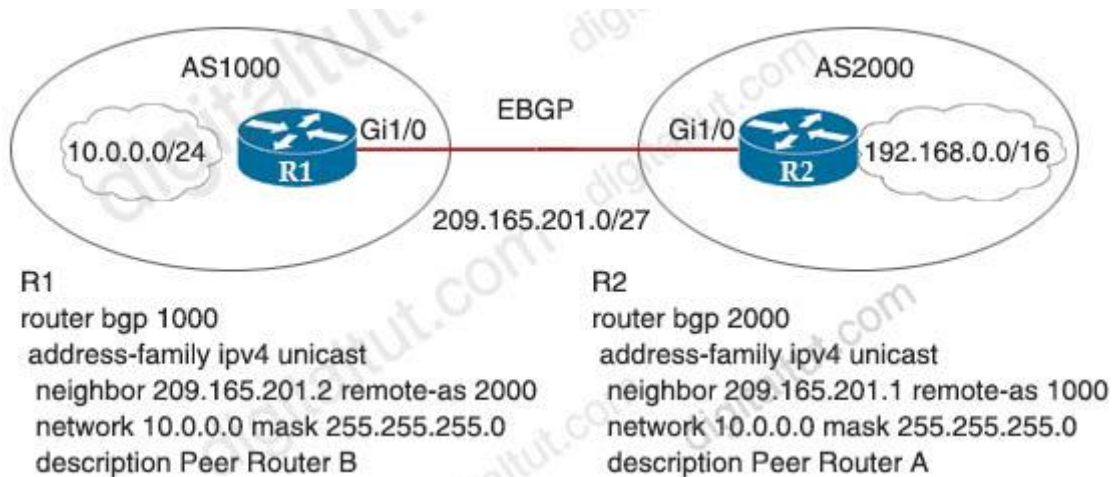 AS1000
AS2000
EBGP
Gi1/0
Gi1/0
10.0.0.0/24
R1
R2
192.168.0.0/16
209.165.201.0/27
R1
router bgp 1000
address-family ipv4 unicast
neighbor 209.165.201.2 remote-as 2000
network 10.0.0.0 mask 255.255.255.0
description Peer Router B
R2
router bgp 2000
address-family ipv4 unicast
neighbor 209.165.201.1 remote-as 1000
network 10.0.0.0 mask 255.255.255.0
description Peer Router A
digitaltut.com